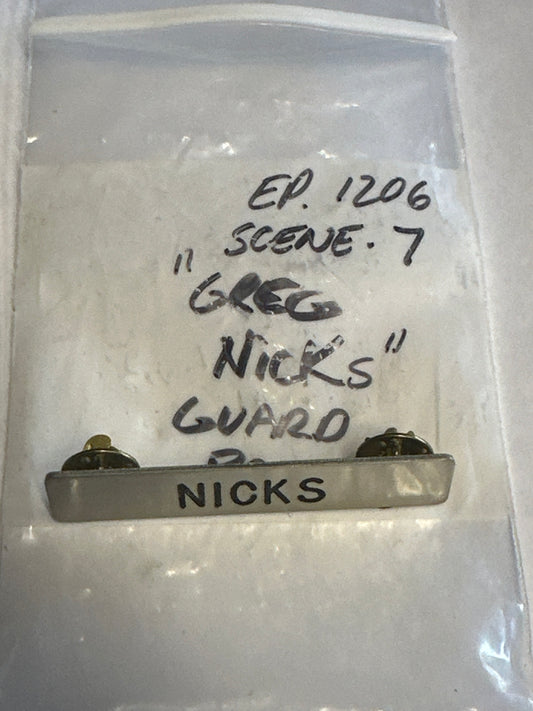 EP. 1206
SCENE. 7
"GREG
NICKS"
GUARD
NICKS